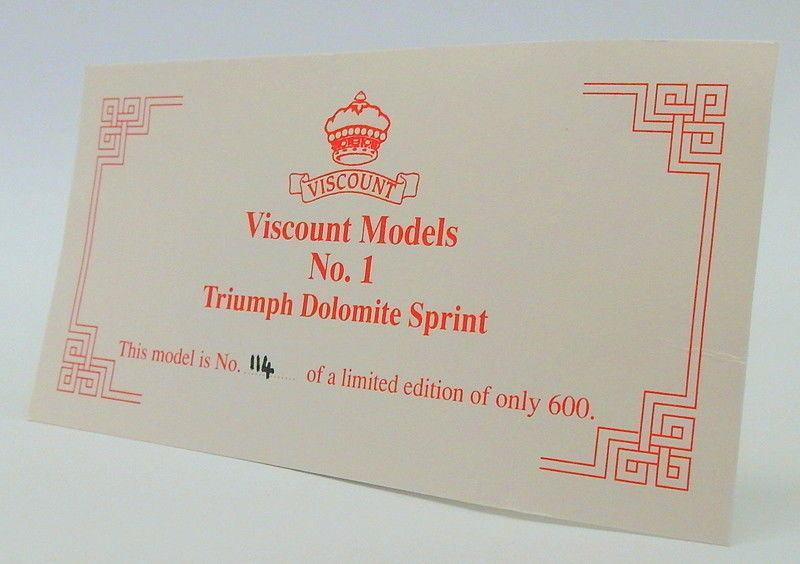 VISCOUNT
Viscount Models
No. 1
Triumph Dolomite Sprint
This model is No. 114 of a limited edition of only 600.